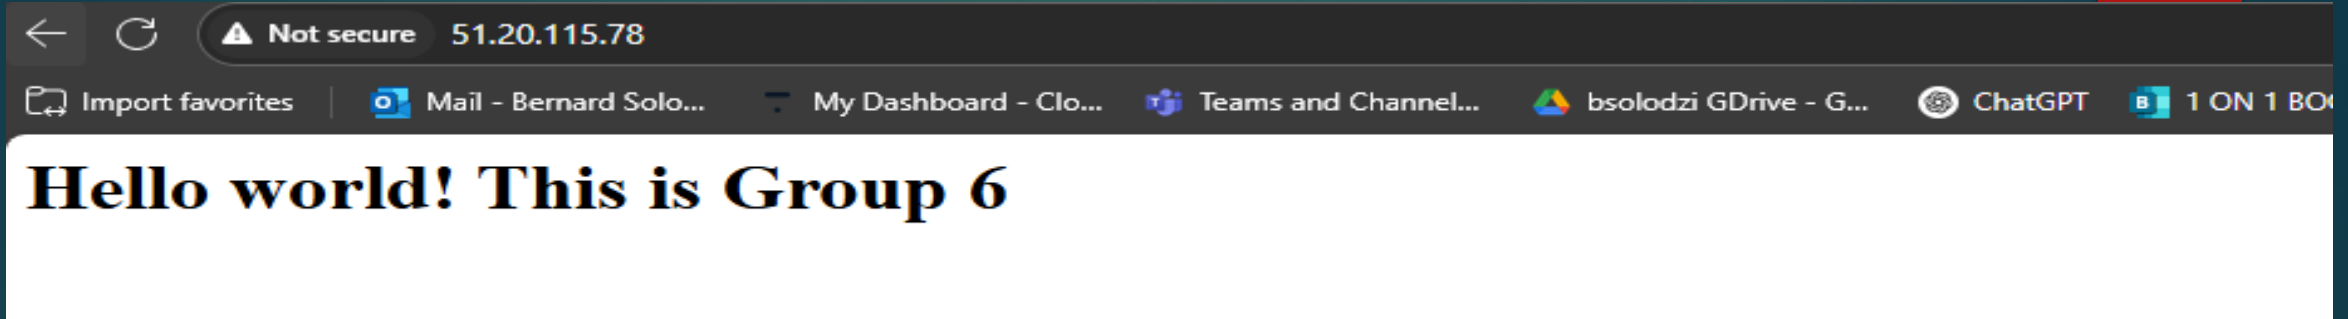 Not secure 51.20.115.78
Import favorites Mail - Bernard Solo... My Dashboard - Clo... Teams and Channel... bsolodzi GDrive - G... ChatGPT B 1 ON 1 BO
Hello world! This is Group 6